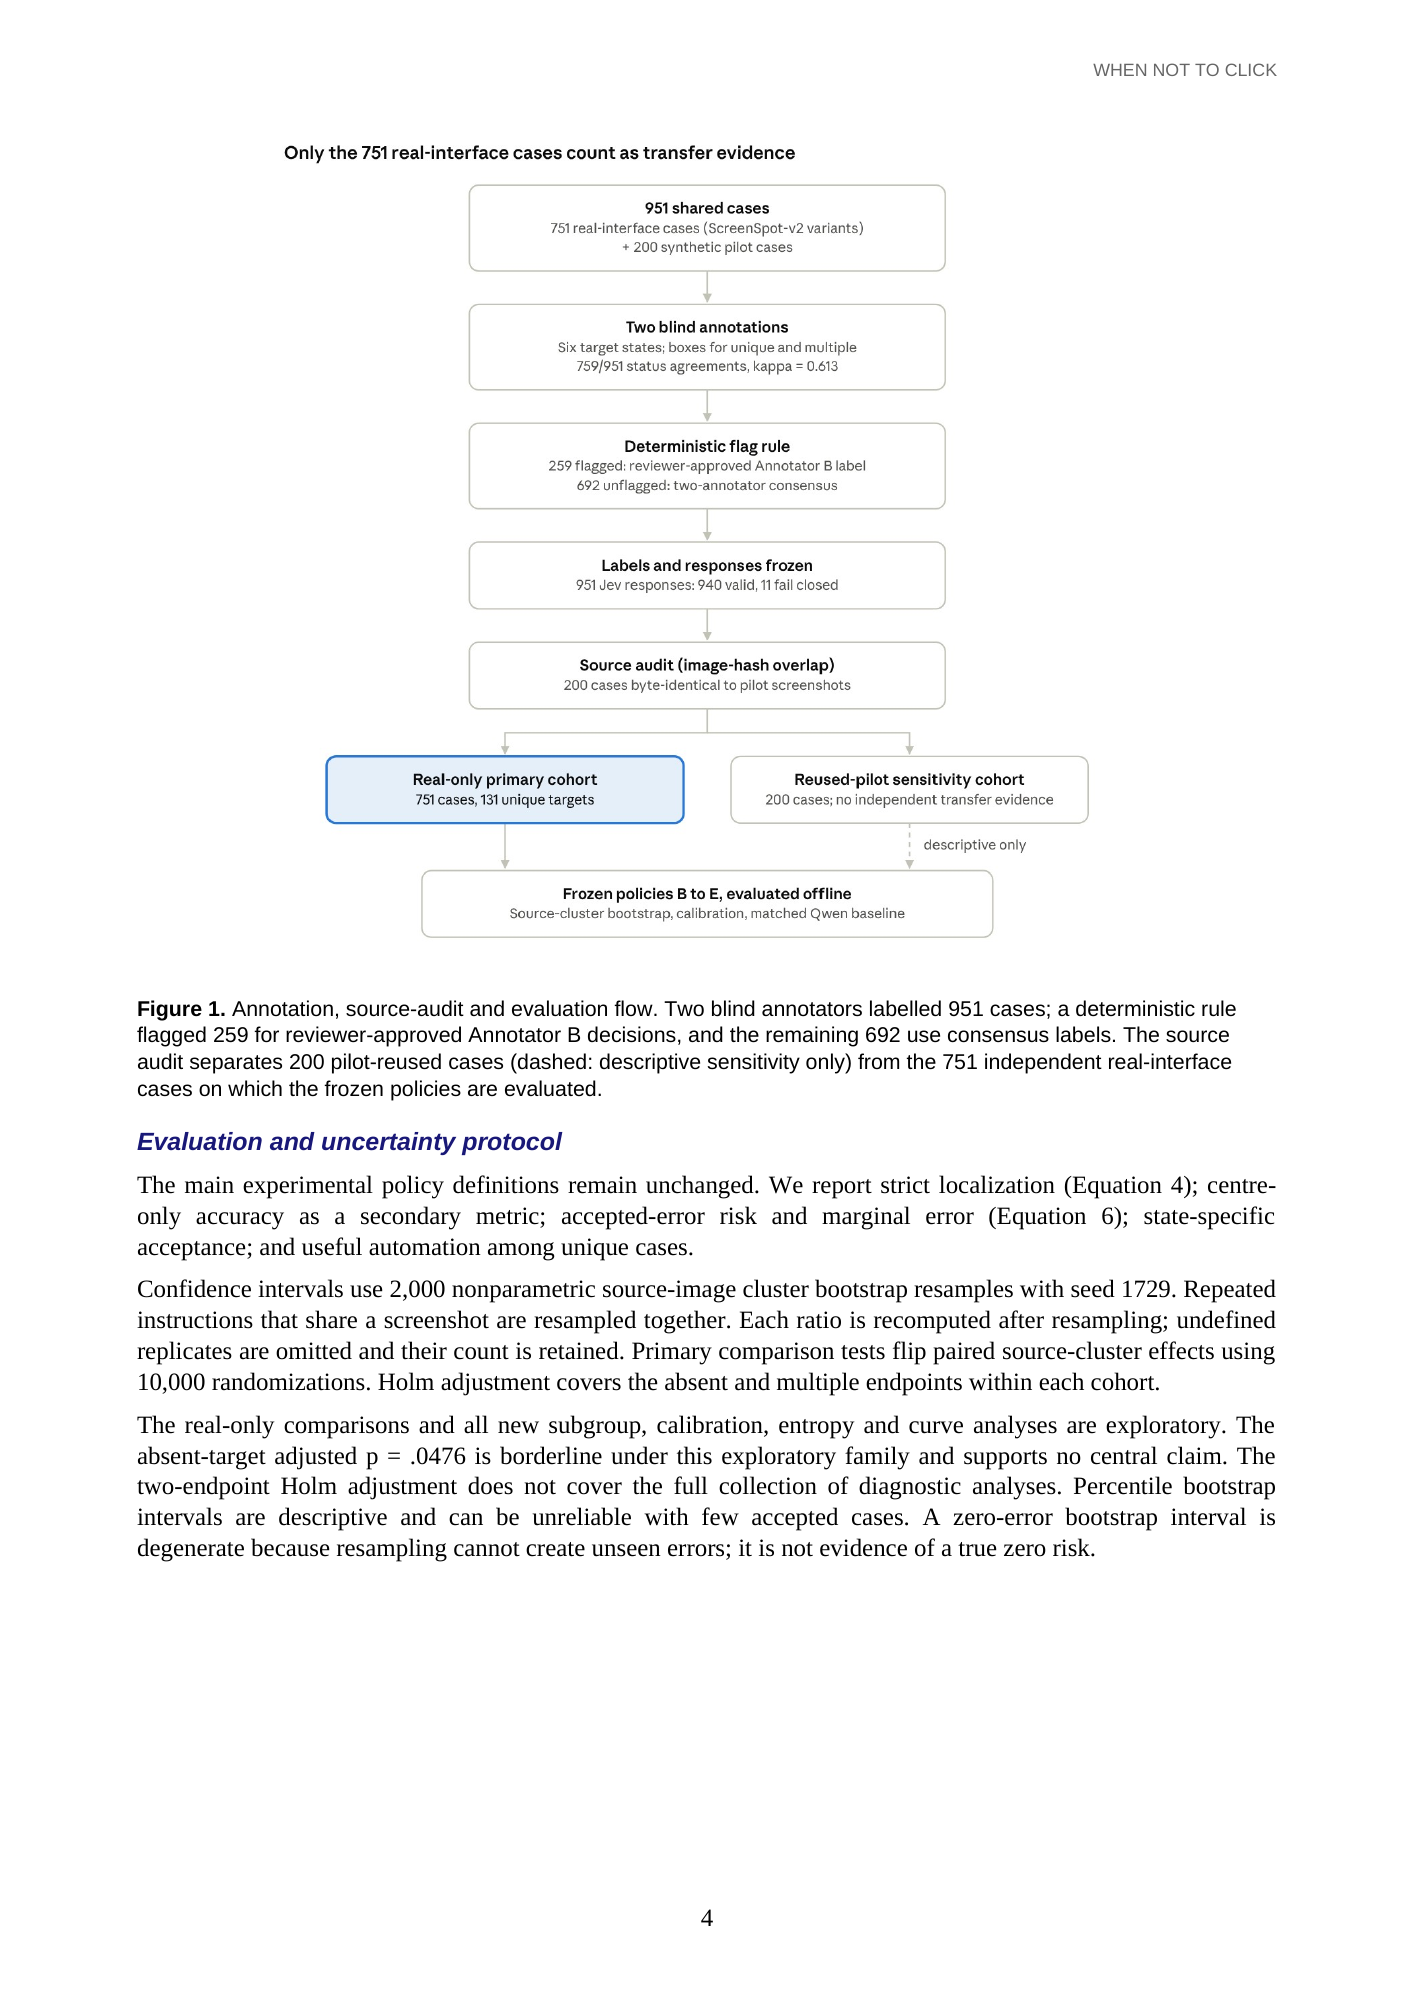 WHEN NOT TO CLICK
Only the 751 real-interface cases count as transfer evidence
951 shared cases
751 real-interface cases (ScreenSpot-v2 variants)
+ 200 synthetic pilot cases
Two blind annotations
Six target states; boxes for unique and multiple
759/951 status agreements, kappa = 0.613
Deterministic flag rule
259 flagged: reviewer-approved Annotator B label
692 unflagged: two-annotator consensus
Labels and responses frozen
951 Jev responses: 940 valid, 11 fail closed
Source audit (image-hash overlap)
200 cases byte-identical to pilot screenshots
Real-only primary cohort
751 cases, 131 unique targets
Reused-pilot sensitivity cohort
200 cases; no independent transfer evidence
descriptive only
Frozen policies B to E, evaluated offline
Source-cluster bootstrap, calibration, matched Qwen baseline
Figure 1. Annotation, source-audit and evaluation flow. Two blind annotators labelled 951 cases; a deterministic rule
flagged 259 for reviewer-approved Annotator B decisions, and the remaining 692 use consensus labels. The source
audit separates 200 pilot-reused cases (dashed: descriptive sensitivity only) from the 751 independent real-interface
cases on which the frozen policies are evaluated.
Evaluation and uncertainty protocol
The main experimental policy definitions remain unchanged. We report strict localization (Equation 4); centre-
only accuracy as a secondary metric; accepted-error risk and marginal error (Equation 6); state-specific
acceptance; and useful automation among unique cases.
Confidence intervals use 2,000 nonparametric source-image cluster bootstrap resamples with seed 1729. Repeated
instructions that share a screenshot are resampled together. Each ratio is recomputed after resampling; undefined
replicates are omitted and their count is retained. Primary comparison tests flip paired source-cluster effects using
10,000 randomizations. Holm adjustment covers the absent and multiple endpoints within each cohort.
The real-only comparisons and all new subgroup, calibration, entropy and curve analyses are exploratory. The
absent-target adjusted p = .0476 is borderline under this exploratory family and supports no central claim. The
two-endpoint Holm adjustment does not cover the full collection of diagnostic analyses. Percentile bootstrap
intervals are descriptive and can be unreliable with few accepted cases. A zero-error bootstrap interval is
degenerate because resampling cannot create unseen errors; it is not evidence of a true zero risk.
4